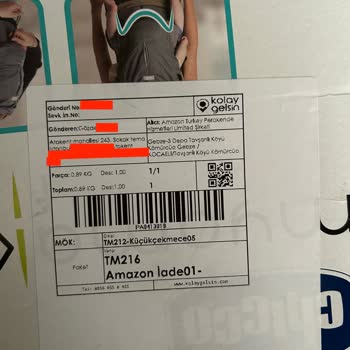 Gönderi No:
Sevk. İrs.No:
kolay
gelsin
Gönderen:Gözde
Alıcı: Amazon Turkey Perakende
Hizmetleri Limited Şirketi
Atakent mahallesi 243. Sokak
Gebze-3 Depo Tavşanlı Köyü
Kömürcüo Gebze /
KOCAELİ/Tavşanlı Köyü Kömürcüo
Parça: 0.89 KG Desi: 1,00 1/1
Toplam:0.89 KG Desi: 1,00 1
MÖK:
TM212-Küçükçekmece05
Paket
TM216
Amazon İade01-
www.kolaygelsin.com
chicco